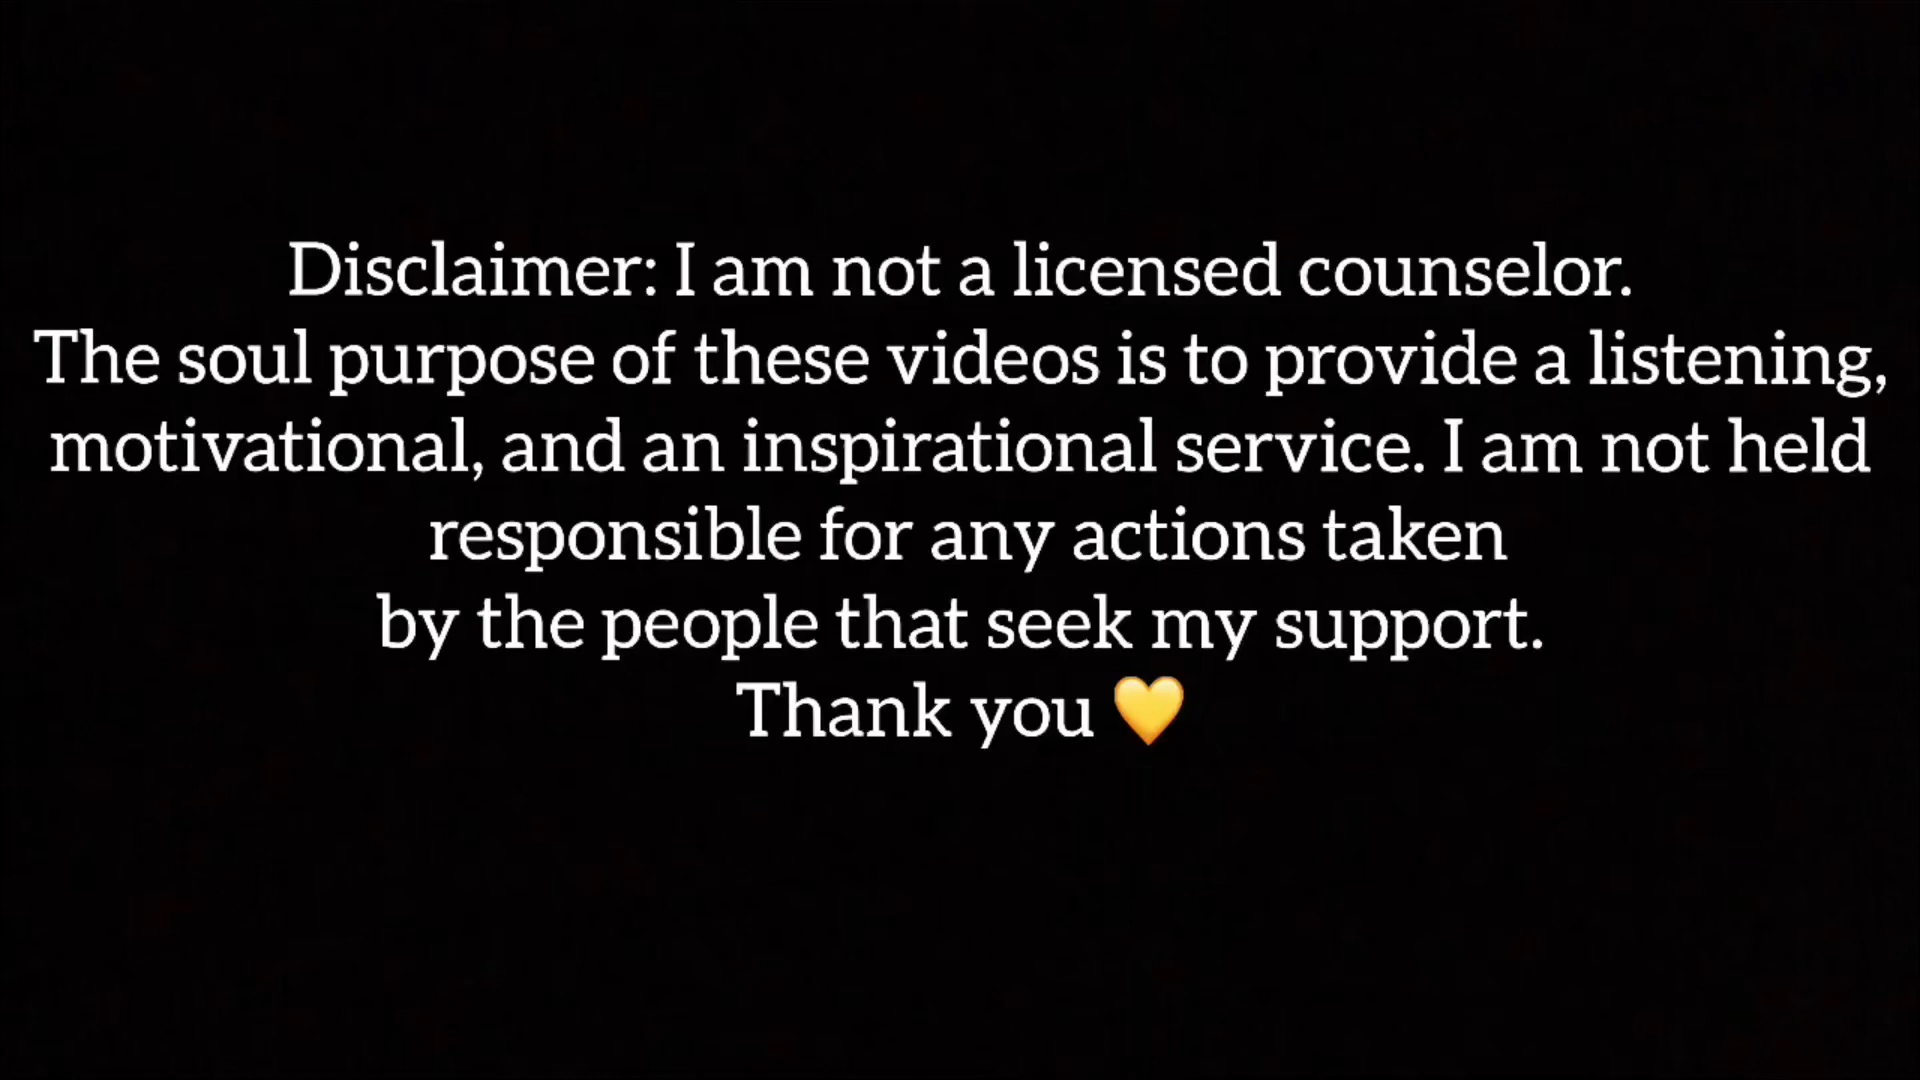 Disclaimer: I am not a licensed counselor.
The soul purpose of these videos is to provide a listening,
motivational, and an inspirational service. I am not held
responsible for any actions taken
by the people that seek my support.
Thank you 💛